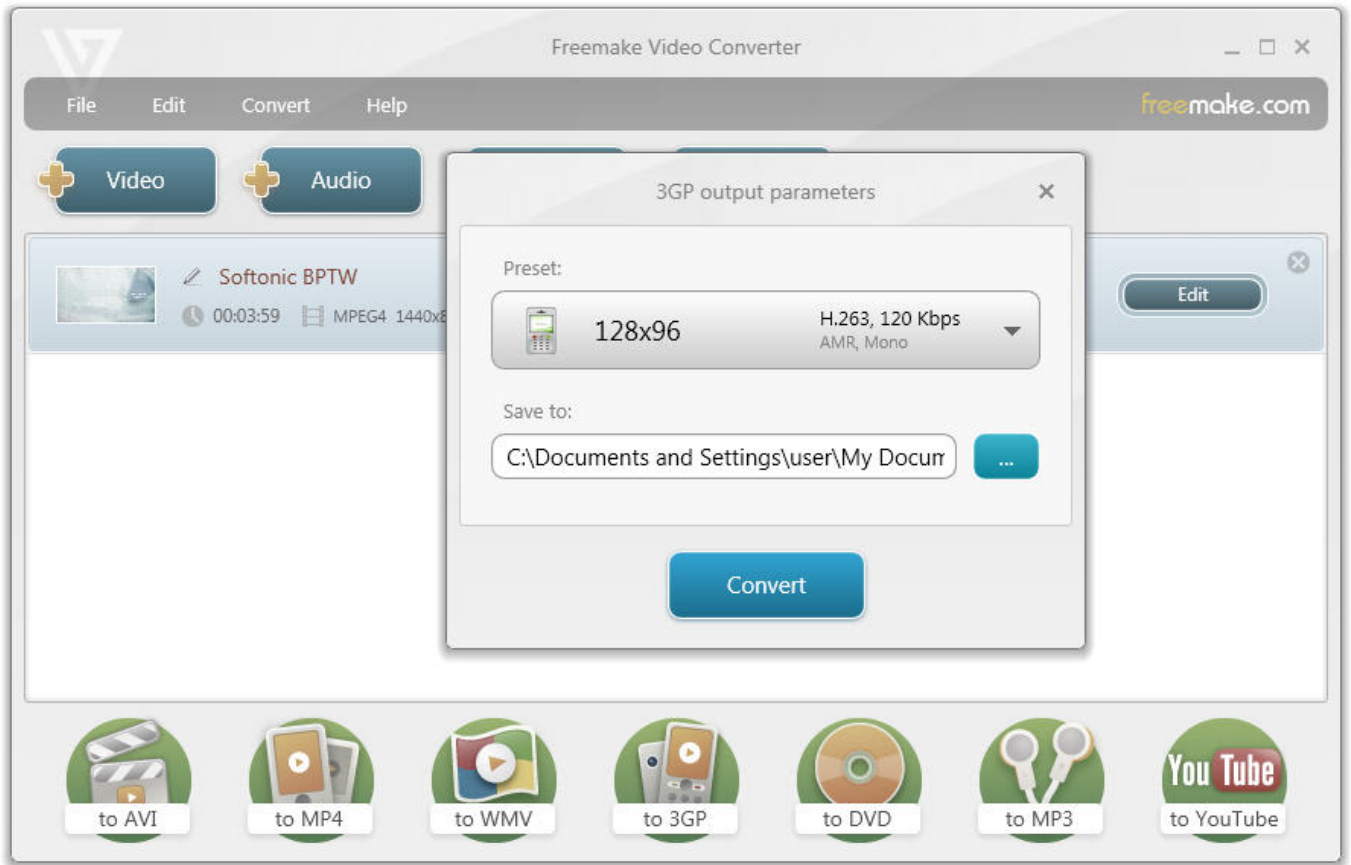 Freemake Video Converter
File Edit Convert Help
freemake.com
Video Audio
3GP output parameters
Softonic BPTW
00:03:59 MPEG4 1440x
Edit
Preset:
128x96
H.263, 120 Kbps
AMR, Mono
Save to:
C:\Documents and Settings\user\My Docum
...
Convert
to AVI to MP4 to WMV to 3GP to DVD to MP3 to YouTube
You Tube